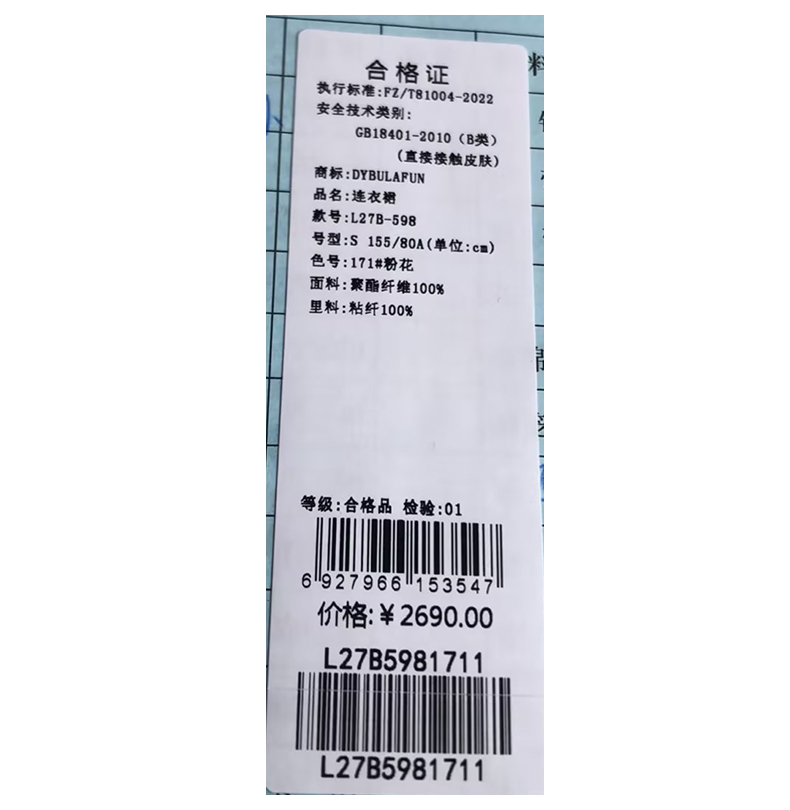 合格证
执行标准:FZ/T81004-2022
安全技术类别:
GB18401-2010（B类）
(直接接触皮肤)
商标:DYBULAFUN
品名:连衣裙
款号:L27B-598
号型:S 155/80A(单位:cm)
色号:171#粉花
面料:聚酯纤维100%
里料:粘纤100%
等级:合格品 检验:01
6 927966 153547
价格:￥2690.00
L27B5981711
L27B5981711
料